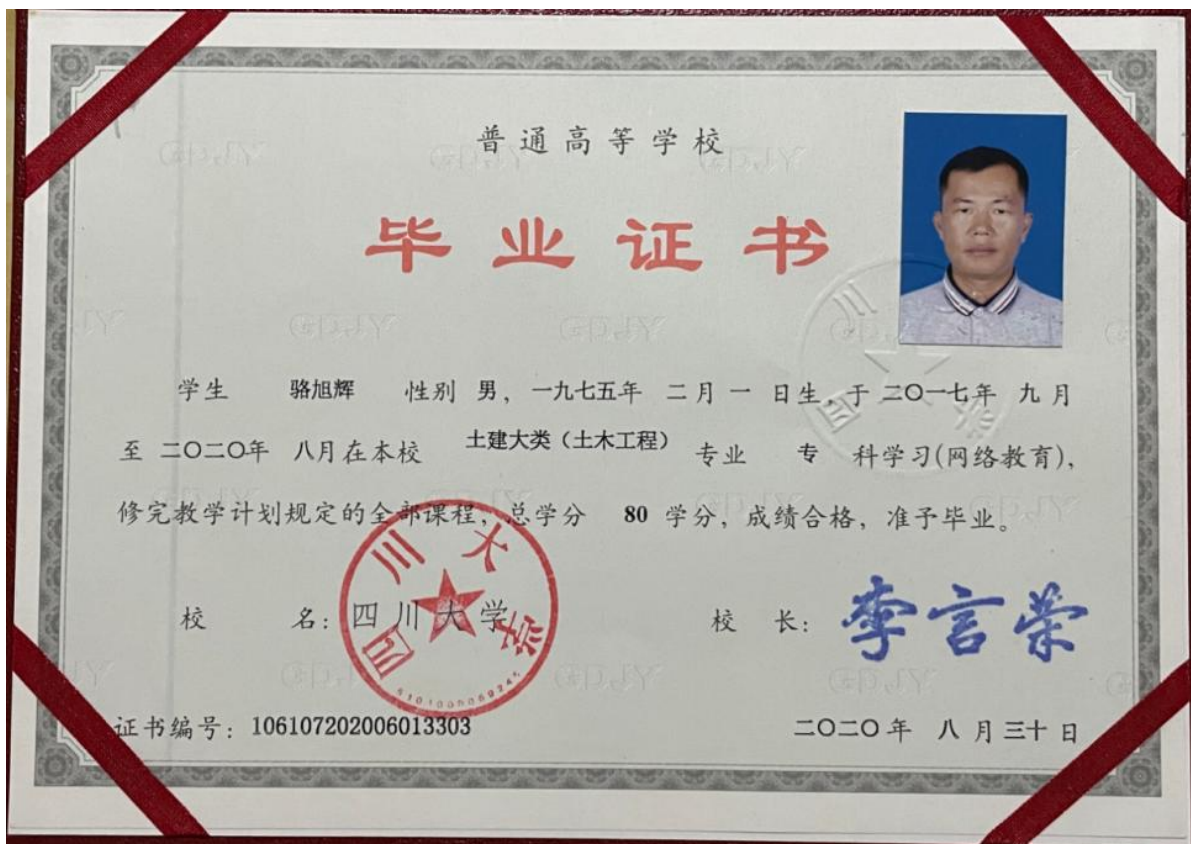 普通高等学校
毕业证书
学生 骆旭辉 性别 男，一九七五年 二月一 日生，于 二〇一七年 九月
至 二〇二〇年 八月在本校 土建大类（土木工程） 专业 专 科学习(网络教育)，
修完教学计划规定的全部课程，总学分 80 学分，成绩合格，准予毕业。
校 名：四川大学 校 长：李言荣
四川大学
证书编号：106107202006013303 二〇二〇年 八月三十日